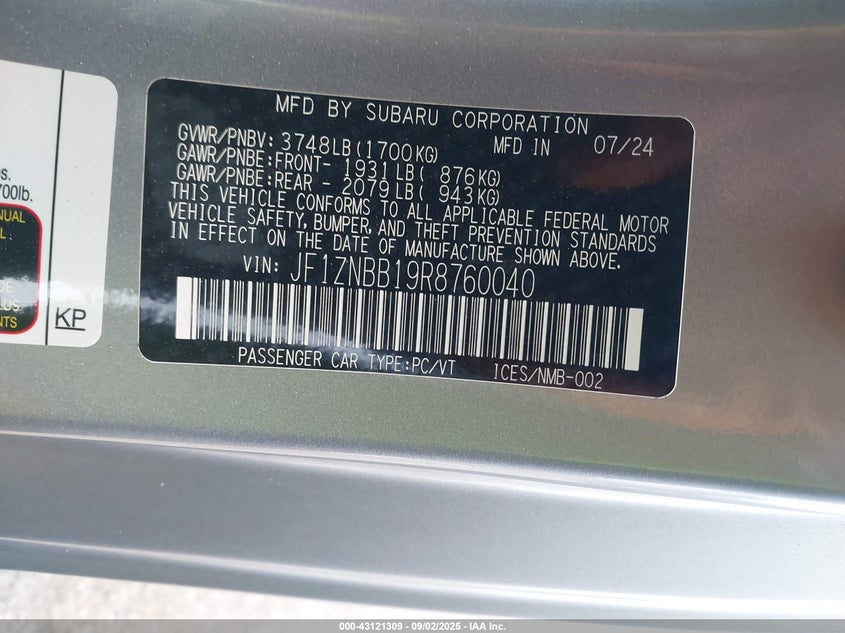 MFD BY SUBARU CORPORATION
GVWR/PNBV: 3748LB(1700KG) MFD IN 07/24
GAWR/PNBE:FRONT- 1931LB( 876KG)
GAWR/PNBE:REAR - 2079LB( 943KG)
THIS VEHICLE CONFORMS TO ALL APPLICABLE FEDERAL MOTOR
VEHICLE SAFETY, BUMPER, AND THEFT PREVENTION STANDARDS
IN EFFECT ON THE DATE OF MANUFACTURE SHOWN ABOVE.
VIN: JF1ZNBB19R8760040
PASSENGER CAR TYPE:PC/VT ICES/NMB-002
700lb.
KP
000-43121309 - 09/02/2025 - IAA Inc.